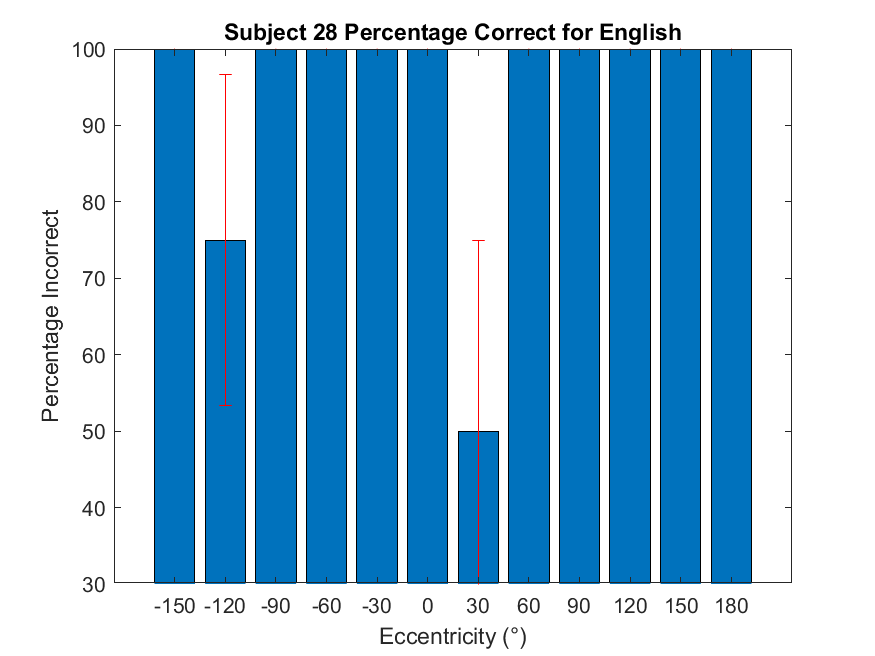 Subject 28 Percentage Correct for English
Percentage Incorrect
100
90
80
70
60
50
40
30
-150 -120 -90 -60 -30 0 30 60 90 120 150 180
Eccentricity (°)